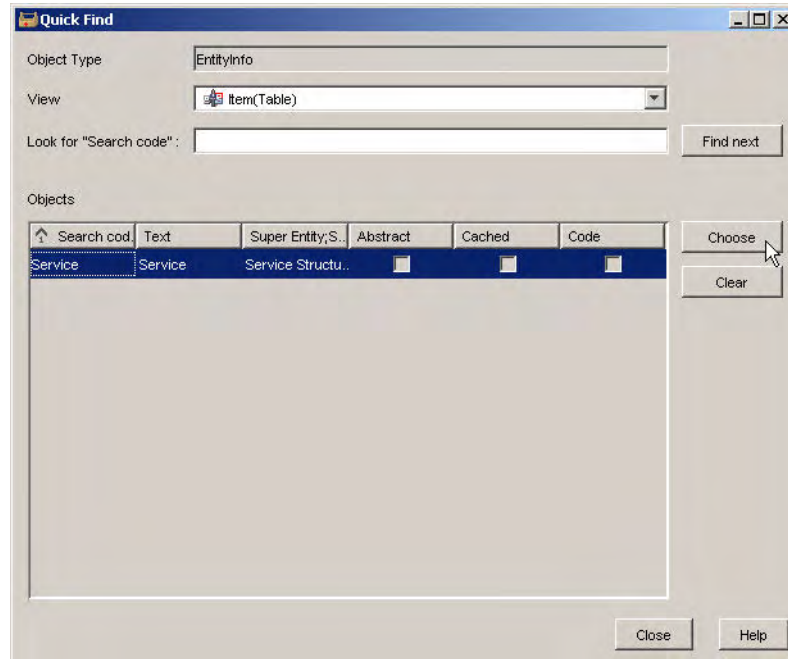 Quick Find
Object Type EntityInfo
View Item(Table)
Look for "Search code" : Find next
Objects
1 Search cod. Text Super Entity;S.. Abstract Cached Code Choose
Service Service Service Structu..
Clear
Close Help